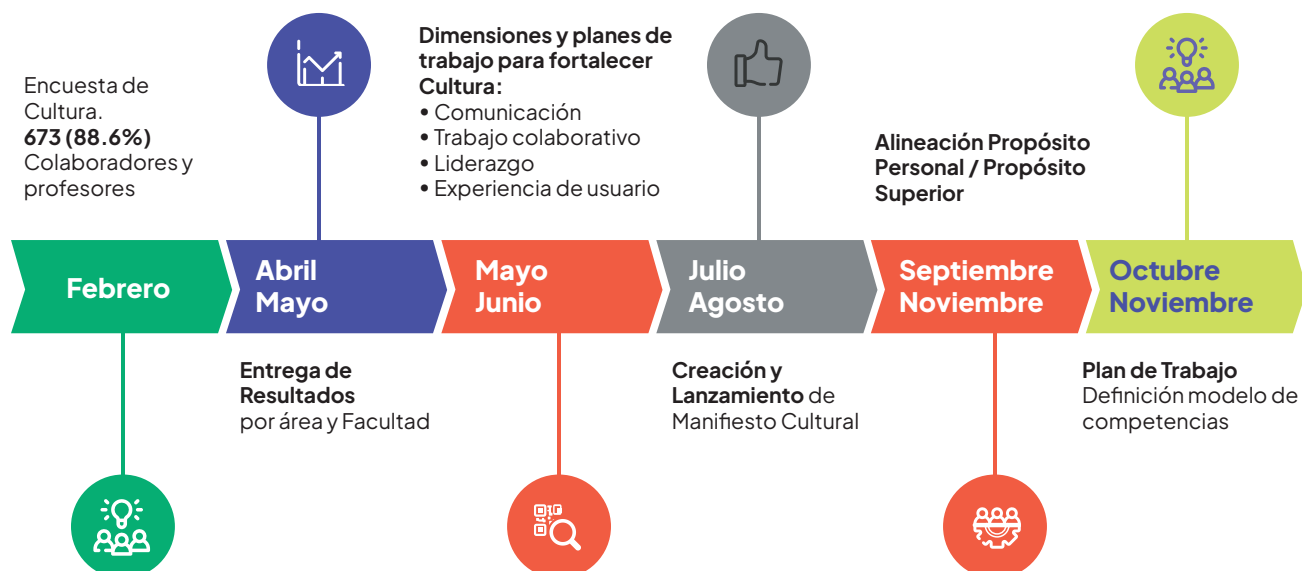 Encuesta de
Cultura.
673 (88.6%)
Colaboradores y
profesores
Febrero
Abril
Mayo
Entrega de
Resultados
por área y Facultad
Dimensiones y planes de
trabajo para fortalecer
Cultura:
• Comunicación
• Trabajo colaborativo
• Liderazgo
• Experiencia de usuario
Mayo
Junio
Julio
Agosto
Creación y
Lanzamiento de
Manifiesto Cultural
Alineación Propósito
Personal / Propósito
Superior
Septiembre
Noviembre
Octubre
Noviembre
Plan de Trabajo
Definición modelo de
competencias